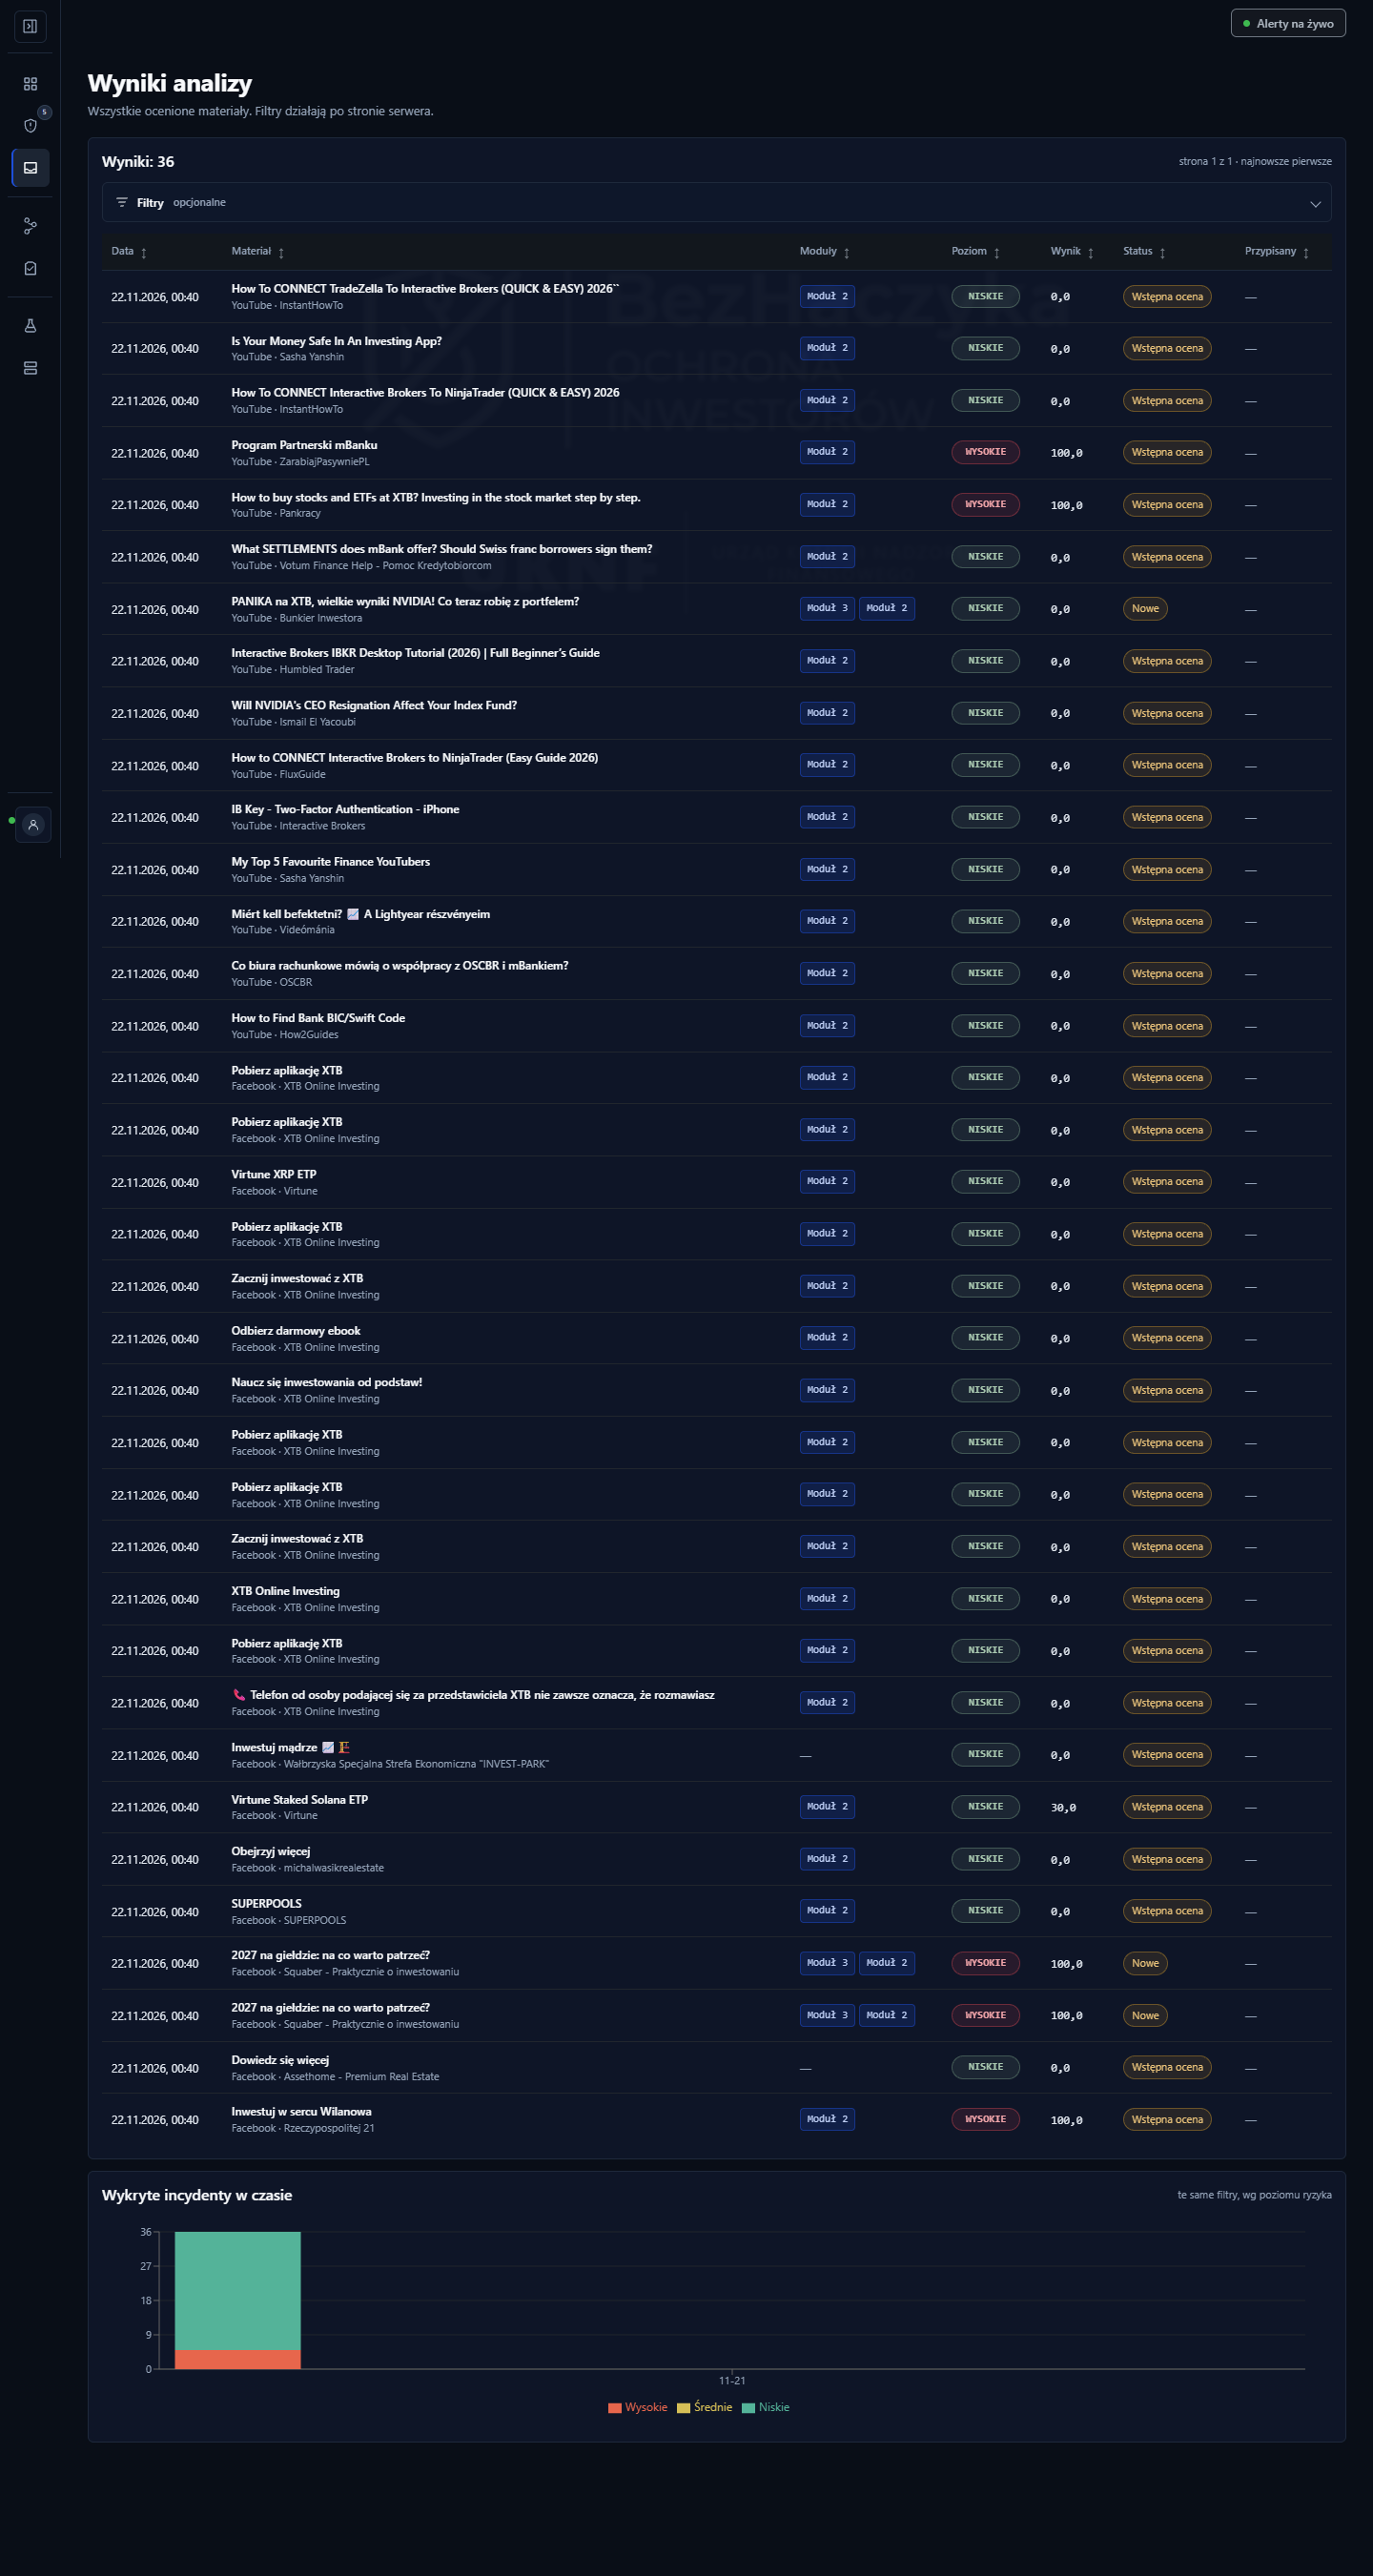 Alerty na żywo
5
Wyniki analizy
Wszystkie ocenione materiały. Filtry działają po stronie serwera.
Wyniki: 36
strona 1 z 1 · najnowsze pierwsze
Filtry opcjonalne
Data Materiał Moduły Poziom Wynik Status Przypisany
BezHaczyka
OCHRONA
INWESTORÓW
KNF
22.11.2026, 00:40 How To CONNECT TradeZella To Interactive Brokers (QUICK & EASY) 2026`` Moduł 2 NISKIE 0,0 Wstępna ocena —
YouTube · InstantHowTo
22.11.2026, 00:40 Is Your Money Safe In An Investing App? Moduł 2 NISKIE 0,0 Wstępna ocena —
YouTube · Sasha Yanshin
22.11.2026, 00:40 How To CONNECT Interactive Brokers To NinjaTrader (QUICK & EASY) 2026 Moduł 2 NISKIE 0,0 Wstępna ocena —
YouTube · InstantHowTo
22.11.2026, 00:40 Program Partnerski mBanku Moduł 2 WYSOKIE 100,0 Wstępna ocena —
YouTube · ZarabiajPasywniePL
22.11.2026, 00:40 How to buy stocks and ETFs at XTB? Investing in the stock market step by step. Moduł 2 WYSOKIE 100,0 Wstępna ocena —
YouTube · Pankracy
22.11.2026, 00:40 What SETTLEMENTS does mBank offer? Should Swiss franc borrowers sign them? Moduł 2 NISKIE 0,0 Wstępna ocena —
YouTube · Votum Finance Help - Pomoc Kredytobiorcom
22.11.2026, 00:40 PANIKA na XTB, wielkie wyniki NVIDIA! Co teraz robię z portfelem? Moduł 3 Moduł 2 NISKIE 0,0 Nowe —
YouTube · Bunkier Inwestora
22.11.2026, 00:40 Interactive Brokers IBKR Desktop Tutorial (2026) | Full Beginner's Guide Moduł 2 NISKIE 0,0 Wstępna ocena —
YouTube · Humbled Trader
22.11.2026, 00:40 Will NVIDIA's CEO Resignation Affect Your Index Fund? Moduł 2 NISKIE 0,0 Wstępna ocena —
YouTube · Ismail El Yacoubi
22.11.2026, 00:40 How to CONNECT Interactive Brokers to NinjaTrader (Easy Guide 2026) Moduł 2 NISKIE 0,0 Wstępna ocena —
YouTube · FluxGuide
22.11.2026, 00:40 IB Key - Two-Factor Authentication - iPhone Moduł 2 NISKIE 0,0 Wstępna ocena —
YouTube · Interactive Brokers
22.11.2026, 00:40 My Top 5 Favourite Finance YouTubers Moduł 2 NISKIE 0,0 Wstępna ocena —
YouTube · Sasha Yanshin
22.11.2026, 00:40 Miért kell befektetni? 📈 A Lightyear részvényeim Moduł 2 NISKIE 0,0 Wstępna ocena —
YouTube · Videómánia
22.11.2026, 00:40 Co biura rachunkowe mówią o współpracy z OSCBR i mBankiem? Moduł 2 NISKIE 0,0 Wstępna ocena —
YouTube · OSCBR
22.11.2026, 00:40 How to Find Bank BIC/Swift Code Moduł 2 NISKIE 0,0 Wstępna ocena —
YouTube · How2Guides
22.11.2026, 00:40 Pobierz aplikację XTB Moduł 2 NISKIE 0,0 Wstępna ocena —
Facebook · XTB Online Investing
22.11.2026, 00:40 Pobierz aplikację XTB Moduł 2 NISKIE 0,0 Wstępna ocena —
Facebook · XTB Online Investing
22.11.2026, 00:40 Virtune XRP ETP Moduł 2 NISKIE 0,0 Wstępna ocena —
Facebook · Virtune
22.11.2026, 00:40 Pobierz aplikację XTB Moduł 2 NISKIE 0,0 Wstępna ocena —
Facebook · XTB Online Investing
22.11.2026, 00:40 Zacznij inwestować z XTB Moduł 2 NISKIE 0,0 Wstępna ocena —
Facebook · XTB Online Investing
22.11.2026, 00:40 Odbierz darmowy ebook Moduł 2 NISKIE 0,0 Wstępna ocena —
Facebook · XTB Online Investing
22.11.2026, 00:40 Naucz się inwestowania od podstaw! Moduł 2 NISKIE 0,0 Wstępna ocena —
Facebook · XTB Online Investing
22.11.2026, 00:40 Pobierz aplikację XTB Moduł 2 NISKIE 0,0 Wstępna ocena —
Facebook · XTB Online Investing
22.11.2026, 00:40 Pobierz aplikację XTB Moduł 2 NISKIE 0,0 Wstępna ocena —
Facebook · XTB Online Investing
22.11.2026, 00:40 Zacznij inwestować z XTB Moduł 2 NISKIE 0,0 Wstępna ocena —
Facebook · XTB Online Investing
22.11.2026, 00:40 XTB Online Investing Moduł 2 NISKIE 0,0 Wstępna ocena —
Facebook · XTB Online Investing
22.11.2026, 00:40 Pobierz aplikację XTB Moduł 2 NISKIE 0,0 Wstępna ocena —
Facebook · XTB Online Investing
22.11.2026, 00:40 📞 Telefon od osoby podającej się za przedstawiciela XTB nie zawsze oznacza, że rozmawiasz Moduł 2 NISKIE 0,0 Wstępna ocena —
Facebook · XTB Online Investing
22.11.2026, 00:40 Inwestuj mądrze 📈 🏗 — NISKIE 0,0 Wstępna ocena —
Facebook · Wałbrzyska Specjalna Strefa Ekonomiczna "INVEST-PARK"
22.11.2026, 00:40 Virtune Staked Solana ETP Moduł 2 NISKIE 30,0 Wstępna ocena —
Facebook · Virtune
22.11.2026, 00:40 Obejrzyj więcej Moduł 2 NISKIE 0,0 Wstępna ocena —
Facebook · michalwasikrealestate
22.11.2026, 00:40 SUPERPOOLS Moduł 2 NISKIE 0,0 Wstępna ocena —
Facebook · SUPERPOOLS
22.11.2026, 00:40 2027 na giełdzie: na co warto patrzeć? Moduł 3 Moduł 2 WYSOKIE 100,0 Nowe —
Facebook · Squaber - Praktycznie o inwestowaniu
22.11.2026, 00:40 2027 na giełdzie: na co warto patrzeć? Moduł 3 Moduł 2 WYSOKIE 100,0 Nowe —
Facebook · Squaber - Praktycznie o inwestowaniu
22.11.2026, 00:40 Dowiedz się więcej — NISKIE 0,0 Wstępna ocena —
Facebook · Assethome - Premium Real Estate
22.11.2026, 00:40 Inwestuj w sercu Wilanowa Moduł 2 WYSOKIE 100,0 Wstępna ocena —
Facebook · Rzeczypospolitej 21
Wykryte incydenty w czasie
te same filtry, wg poziomu ryzyka
36
27
18
9
0
11-21
Wysokie Średnie Niskie